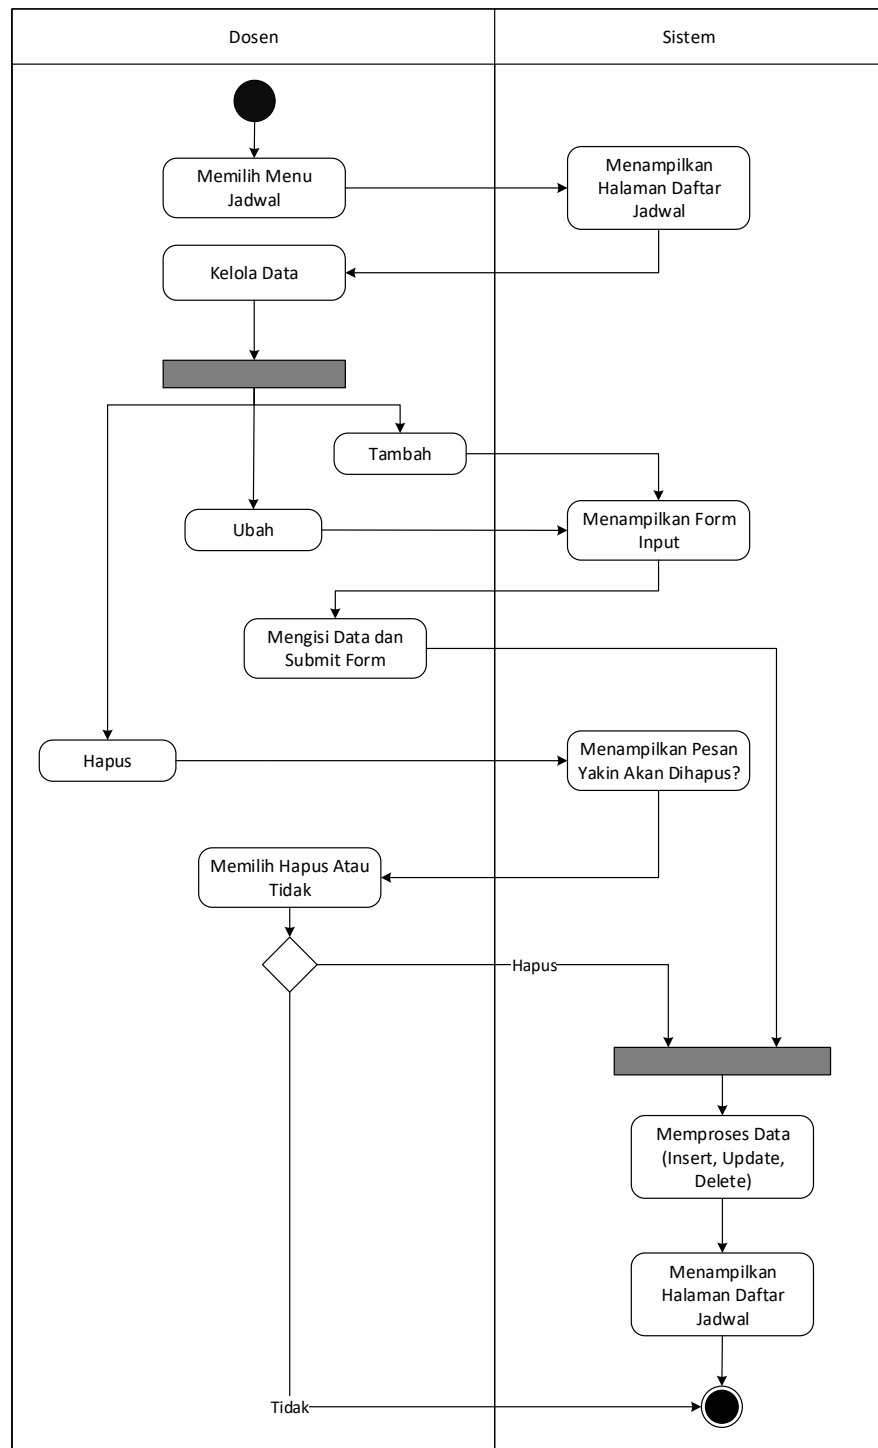 Dosen
Sistem
Memilih Menu
Jadwal
Menampilkan
Halaman Daftar
Jadwal
Kelola Data
Tambah
Ubah
Menampilkan Form
Input
Mengisi Data dan
Submit Form
Hapus
Menampilkan Pesan
Yakin Akan Dihapus?
Memilih Hapus Atau
Tidak
Hapus
Memproses Data
(Insert, Update,
Delete)
Menampilkan
Halaman Daftar
Jadwal
Tidak